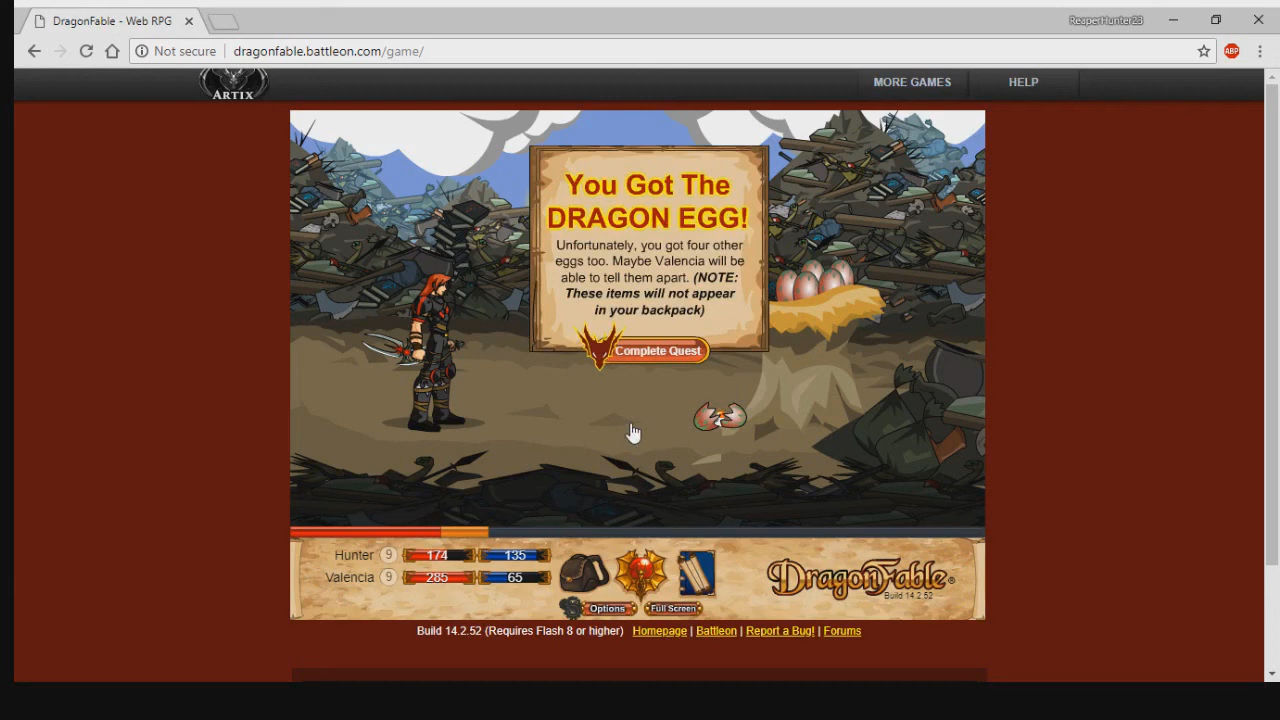 DragonFable - Web RPG
ReaperHunter23
Not secure
dragonfable.battleon.com/game/
ABP
ARTIX
MORE GAMES
HELP
You Got The
DRAGON EGG!
Unfortunately, you got four other
eggs too. Maybe Valencia will be
able to tell them apart. (NOTE:
These items will not appear
in your backpack)
Complete Quest
Hunter 9 174 135
Valencia 9 285 65
Options
Full Screen
DragonFable®
Build 14.2.52
Build 14.2.52 (Requires Flash 8 or higher) Homepage | Battleon | Report a Bug! | Forums